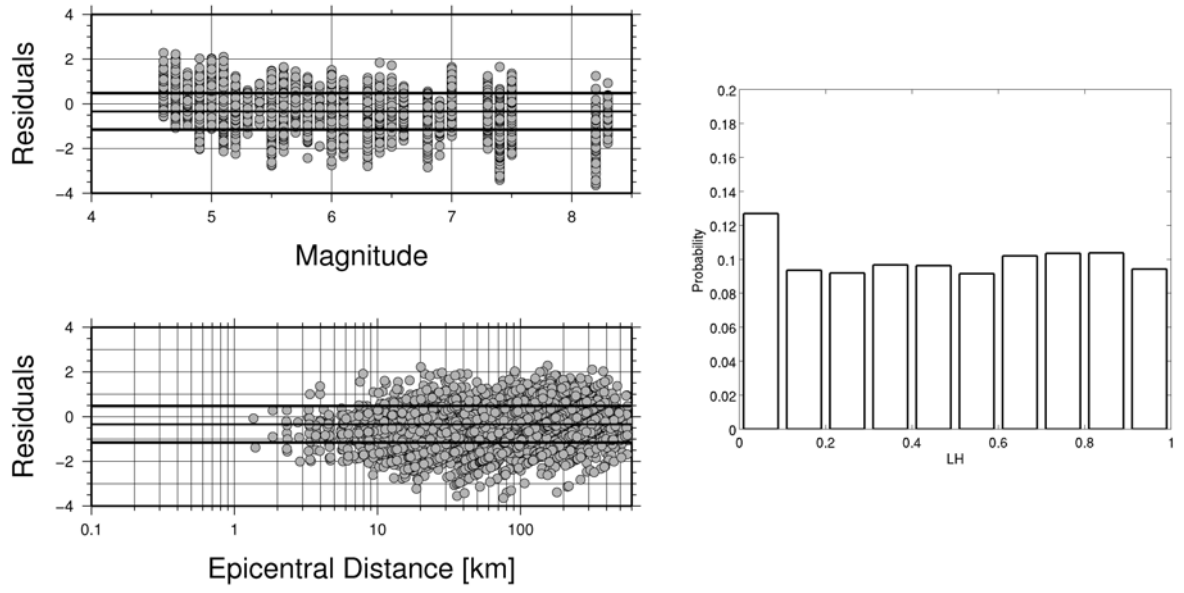 4
2
0
−2
−4
Residuals
4 5 6 7 8
Magnitude
4
2
0
−2
−4
Residuals
0.1 1 10 100
Epicentral Distance [km]
0.2
0.18
0.16
0.14
0.12
0.1
0.08
0.06
0.04
0.02
0
Probability
0 0.2 0.4 0.6 0.8 1
LH